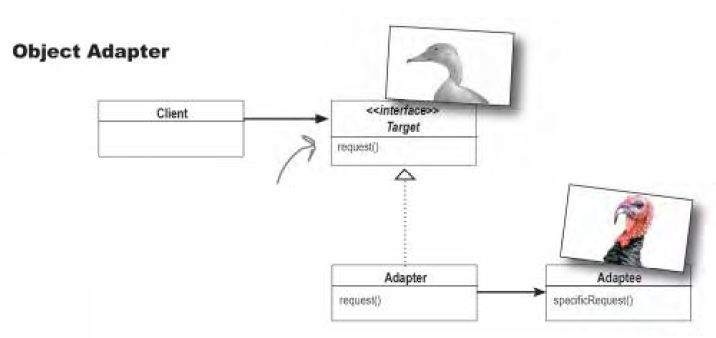 Object Adapter
Client
<<interface>>
Target
request()
Adapter
request()
Adaptee
specificRequest()